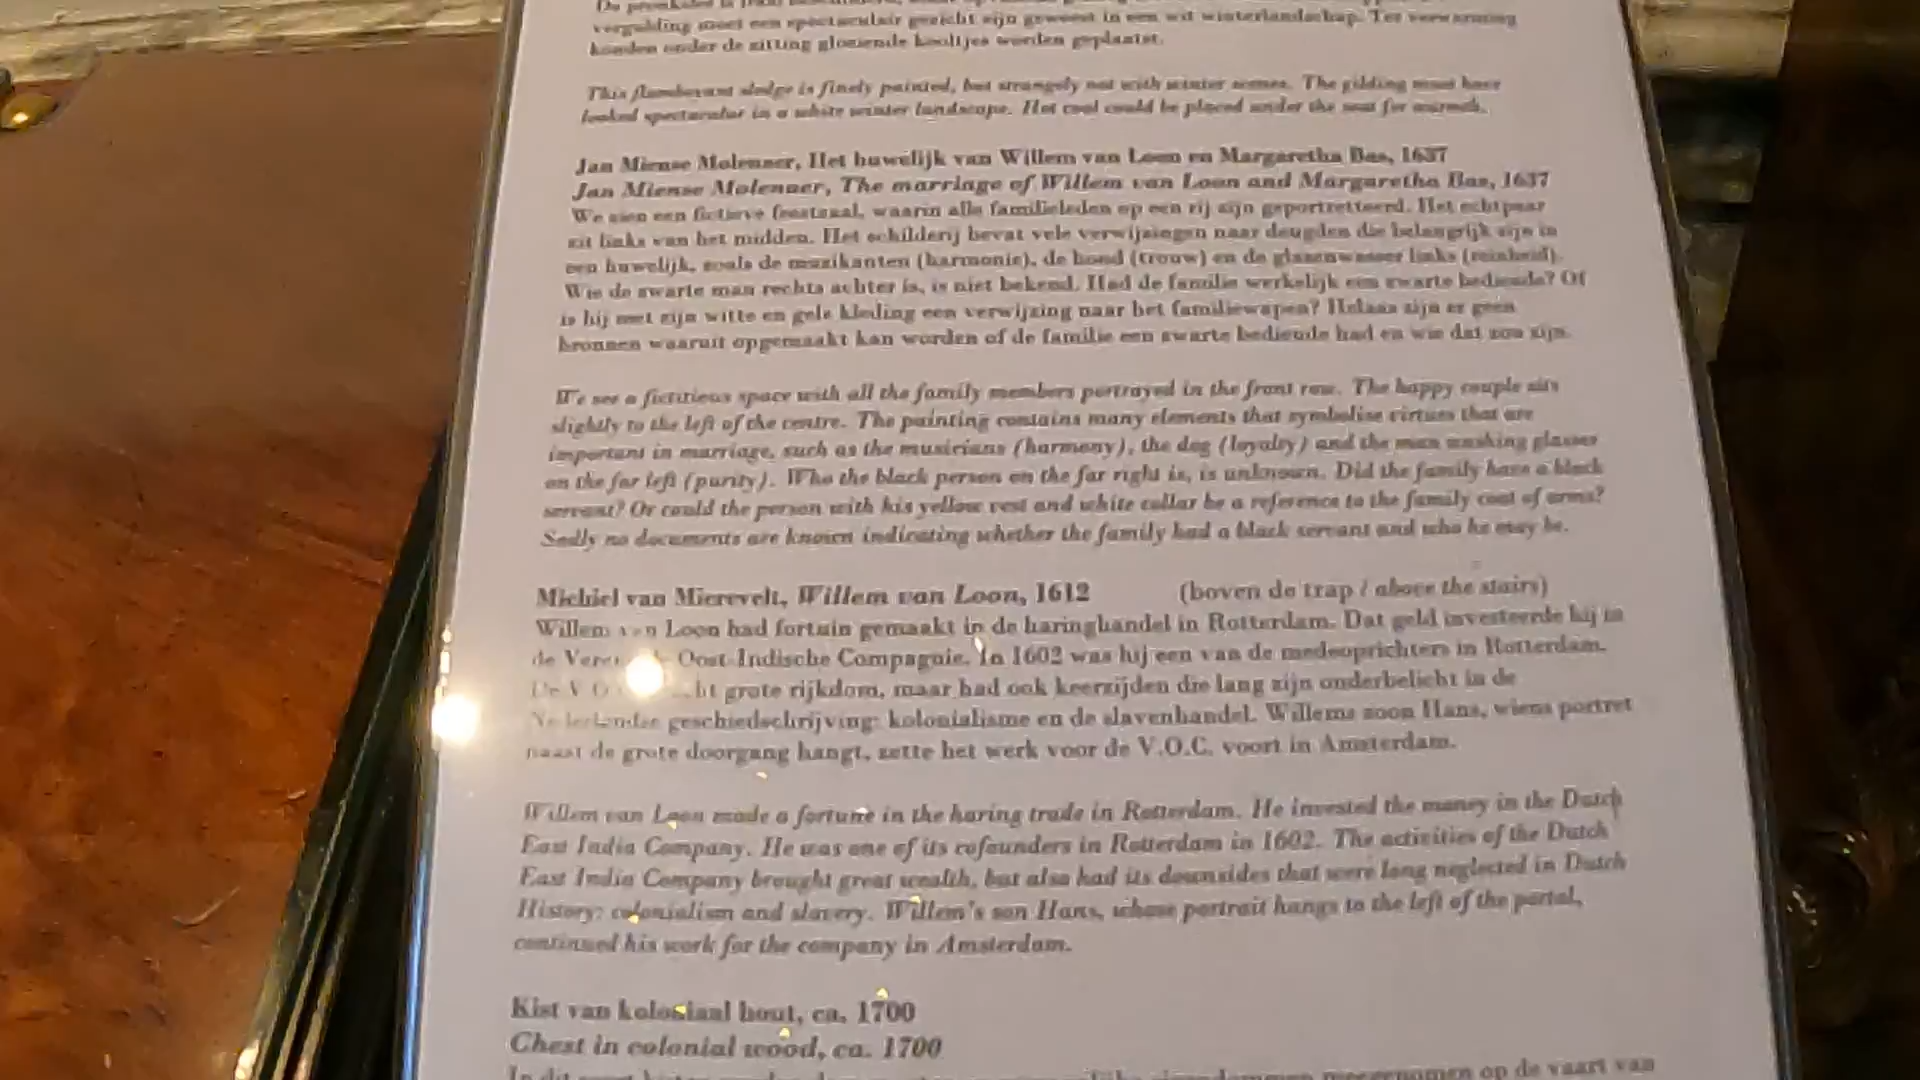 vergulding moet een spectaculair gezicht zijn geweest in een wit winterlandschap. Ter verwarming
konden onder de zitting gloeiende kooltjes worden geplaatst.
This flamboyant sledge is finely painted, but strangely not with winter scenes. The gilding must have
looked spectacular in a white winter landscape. Hot coal could be placed under the seat for warmth.
Jan Miense Molenaer, Het huwelijk van Willem van Loon en Margaretha Bas, 1637
Jan Miense Molenaer, The marriage of Willem van Loon and Margaretha Bas, 1637
We zien een fictieve feestzaal, waarin alle familieleden op een rij zijn geportretteerd. Het echtpaar
zit links van het midden. Het schilderij bevat vele verwijzingen naar deugden die belangrijk zijn in
een huwelijk, zoals de muzikanten (harmonie), de hond (trouw) en de glazenwasser links (reinheid).
Wie de zwarte man rechts achter is, is niet bekend. Had de familie werkelijk een zwarte bediende? Of
is hij met zijn witte en gele kleding een verwijzing naar het familiewapen? Helaas zijn er geen
bronnen waaruit opgemaakt kan worden of de familie een zwarte bediende had en wie dat zou zijn.
We see a fictitious space with all the family members portrayed in the front row. The happy couple sits
slightly to the left of the centre. The painting contains many elements that symbolise virtues that are
important in marriage, such as the musicians (harmony), the dog (loyalty) and the man washing glasses
on the far left (purity). Who the black person on the far right is, is unknown. Did the family have a black
servant? Or could the person with his yellow vest and white collar be a reference to the family coat of arms?
Sadly no documents are known indicating whether the family had a black servant and who he may be.
Michiel van Mierevelt, Willem van Loon, 1612 (boven de trap / above the stairs)
Willem van Loon had fortuin gemaakt in de haringhandel in Rotterdam. Dat geld investeerde hij in
de Oost-Indische Compagnie. In 1602 was hij een van de medeoprichters in Rotterdam.
grote rijkdom, maar had ook keerzijden die lang zijn onderbelicht in de
Nederlandse geschiedschrijving: kolonialisme en de slavenhandel. Willems zoon Hans, wiens portret
naast de grote doorgang hangt, zette het werk voor de V.O.C. voort in Amsterdam.
Willem van Loon made a fortune in the haring trade in Rotterdam. He invested the money in the Dutch
East India Company. He was one of its cofounders in Rotterdam in 1602. The activities of the Dutch
East India Company brought great wealth, but also had its downsides that were long neglected in Dutch
History: colonialism and slavery. Willem's son Hans, whose portrait hangs to the left of the portal,
continued his work for the company in Amsterdam.
Kist van koloniaal hout, ca. 1700
Chest in colonial wood, ca. 1700
In dit meegenomen op de vaart van